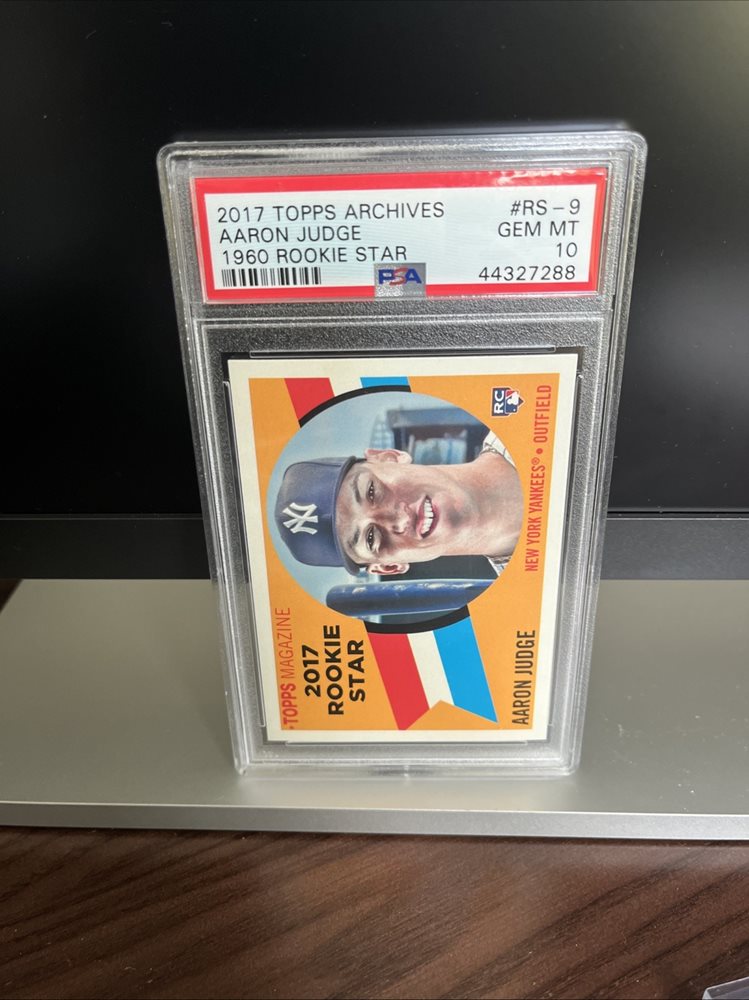 2017 TOPPS ARCHIVES #RS-9
AARON JUDGE GEM MT
1960 ROOKIE STAR 10
PSA 44327288
RC
NY
•TOPPS MAGAZINE
2017
ROOKIE
STAR
AARON JUDGE
NEW YORK YANKEES® • OUTFIELD